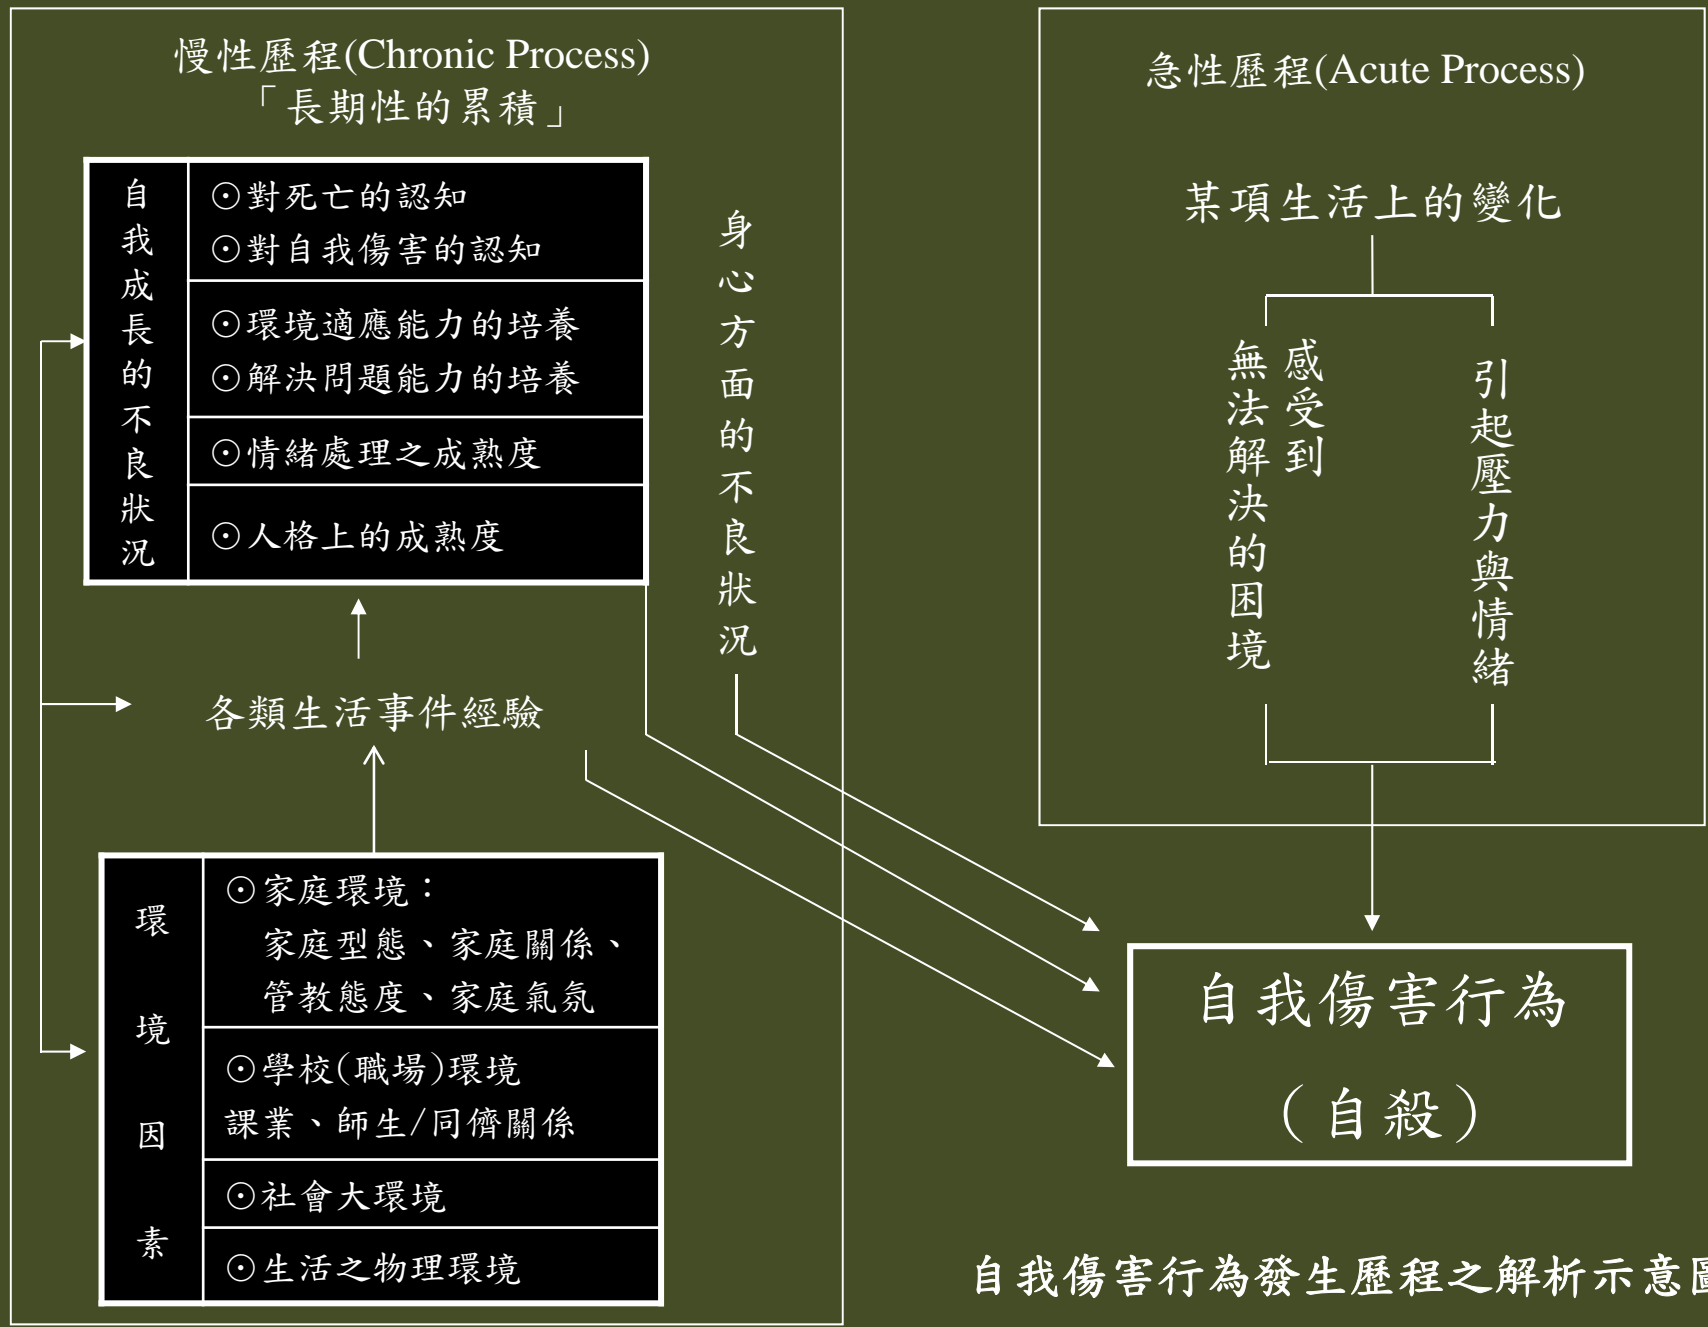 慢性歷程(Chronic Process)
「長期性的累積」
自我成長的不良狀況
⊙對死亡的認知
⊙對自我傷害的認知
⊙環境適應能力的培養
⊙解決問題能力的培養
⊙情緒處理之成熟度
⊙人格上的成熟度
身心方面的不良狀況
各類生活事件經驗
環境因素
⊙家庭環境：
家庭型態、家庭關係、
管教態度、家庭氣氛
⊙學校(職場)環境
課業、師生/同儕關係
⊙社會大環境
⊙生活之物理環境
急性歷程(Acute Process)
某項生活上的變化
感受到
無法解決的困境
引起壓力與情緒
自我傷害行為
（自殺）
自我傷害行為發生歷程之解析示意圖